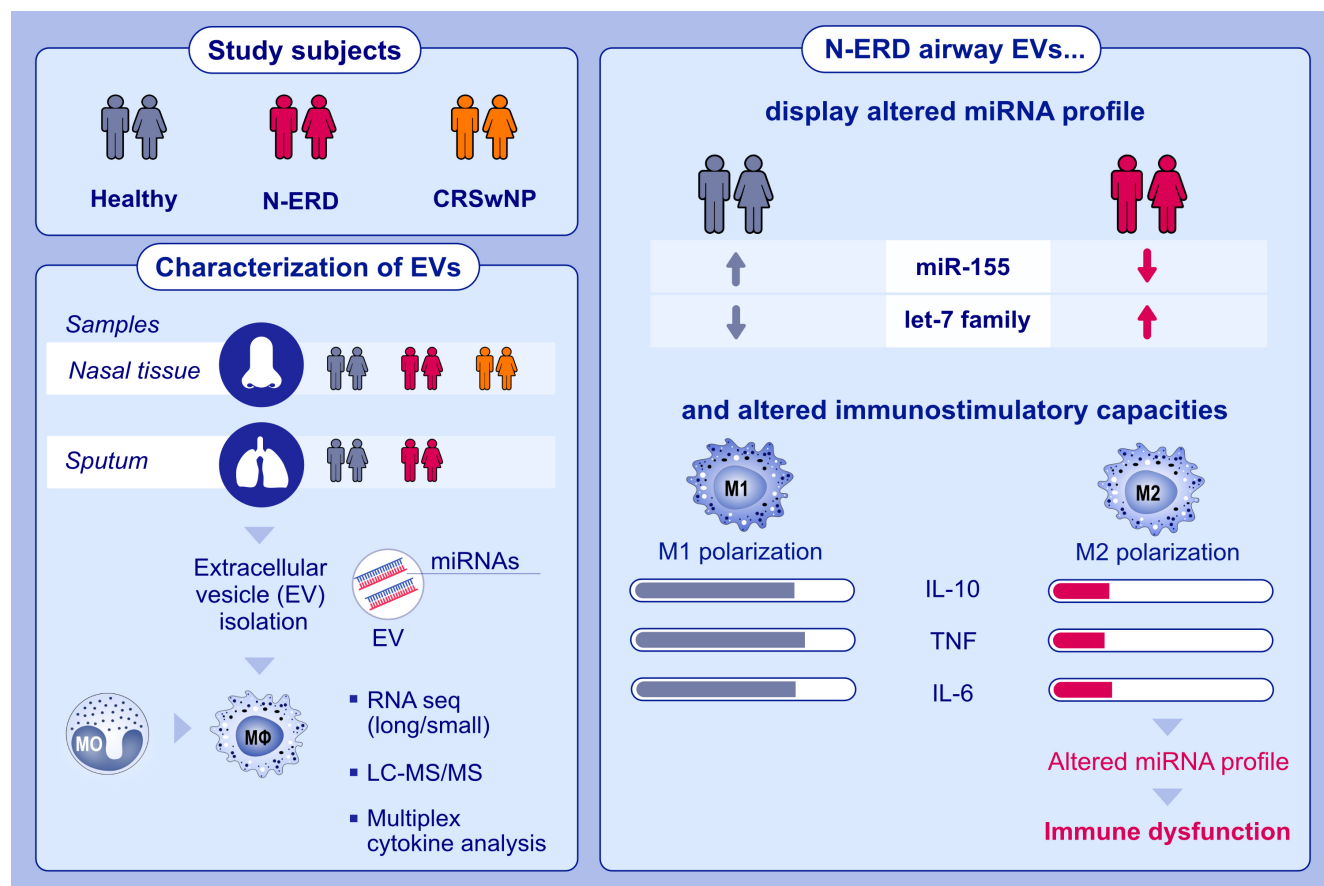 Study subjects
Healthy
N-ERD
CRSwNP
Characterization of EVs
Samples
Nasal tissue
Sputum
Extracellular
vesicle (EV)
isolation
miRNAs
EV
MO
MΦ
▪ RNA seq
(long/small)
▪ LC-MS/MS
▪ Multiplex
cytokine analysis
N-ERD airway EVs...
display altered miRNA profile
miR-155
let-7 family
and altered immunostimulatory capacities
M1
M2
M1 polarization
M2 polarization
IL-10
TNF
IL-6
Altered miRNA profile
Immune dysfunction